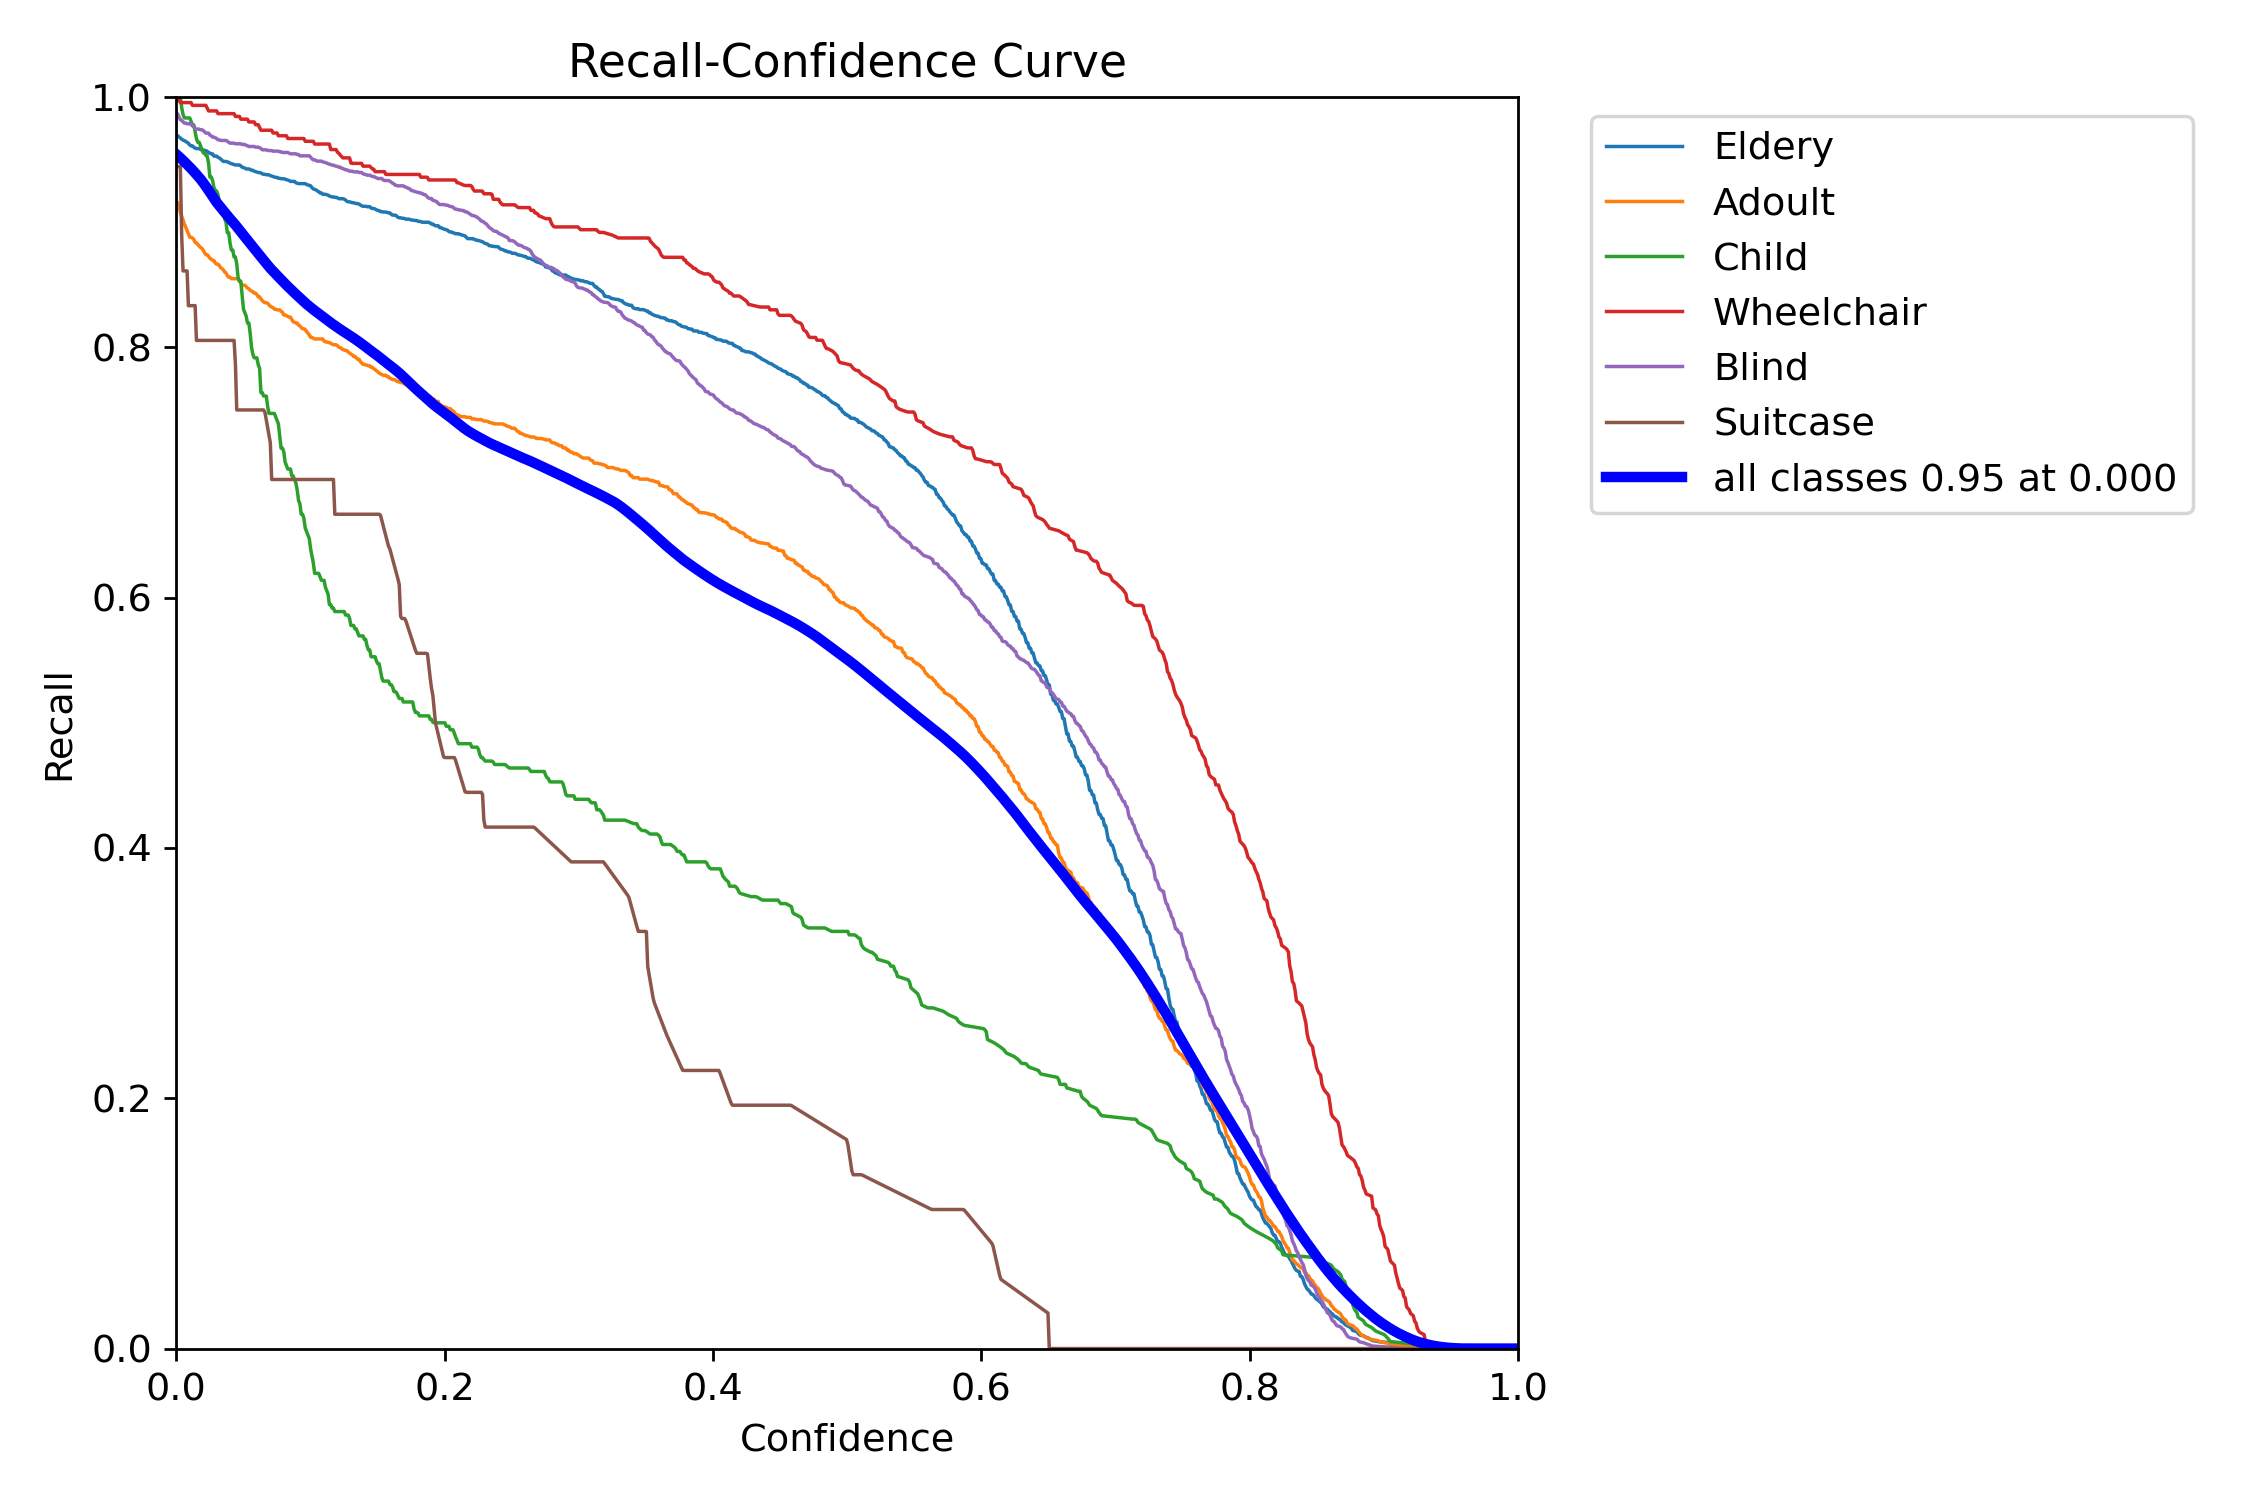 Recall-Confidence Curve
1.0
0.8
0.6
0.4
0.2
0.0
Recall
0.0 0.2 0.4 0.6 0.8 1.0
Confidence
Eldery
Adoult
Child
Wheelchair
Blind
Suitcase
all classes 0.95 at 0.000